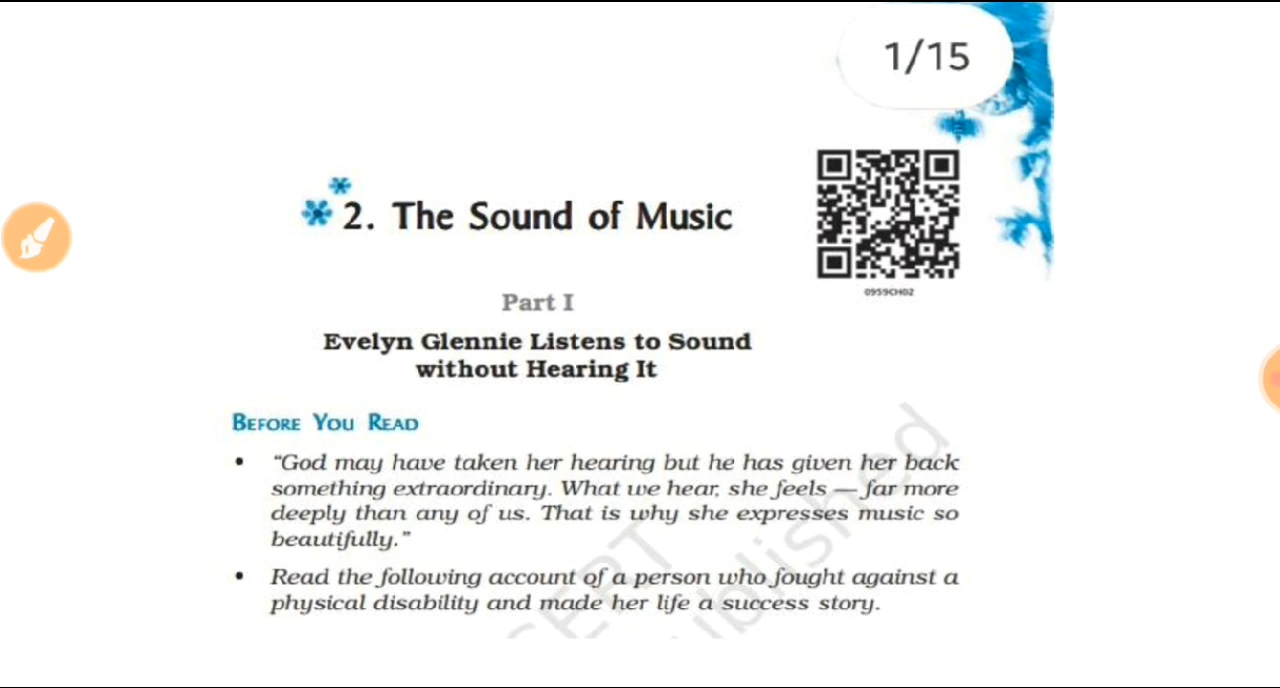 1/15
2. The Sound of Music
0959CH02
Part I
Evelyn Glennie Listens to Sound
without Hearing It
BEFORE YOU READ
• "God may have taken her hearing but he has given her back
something extraordinary. What we hear, she feels — far more
deeply than any of us. That is why she expresses music so
beautifully."
• Read the following account of a person who fought against a
physical disability and made her life a success story.